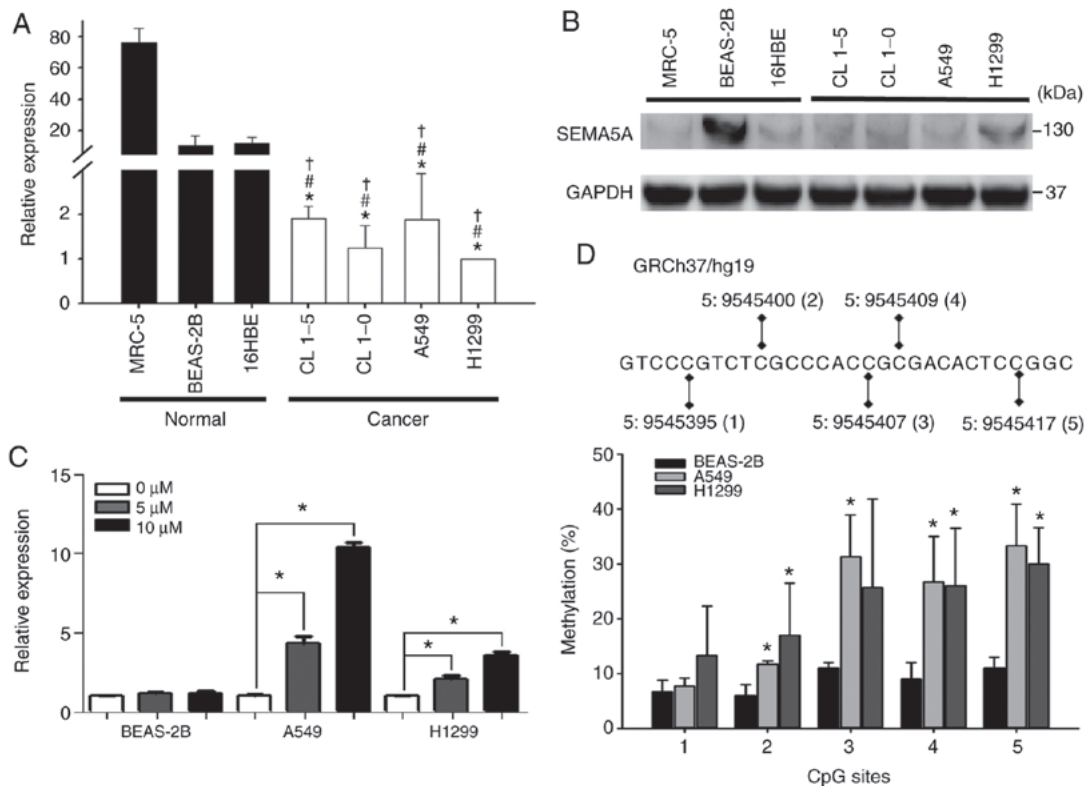 A
Relative expression
80
60
40
20
2
1
0
†
#
*
†
#
*
†
#
*
†
#
*
MRC-5
BEAS-2B
16HBE
CL 1–5
CL 1–0
A549
H1299
Normal
Cancer
B
MRC-5
BEAS-2B
16HBE
CL 1–5
CL 1–0
A549
H1299
(kDa)
SEMA5A
130
GAPDH
37
C
Relative expression
15
10
5
0
0 µM
5 µM
10 µM
*
*
*
*
BEAS-2B
A549
H1299
D
GRCh37/hg19
5: 9545400 (2)
5: 9545409 (4)
GTCCCGTCTCGCCCACCGCGACACTCCGGC
5: 9545395 (1)
5: 9545407 (3)
5: 9545417 (5)
Methylation (%)
50
40
30
20
10
0
BEAS-2B
A549
H1299
*
*
*
*
*
*
*
1
2
3
4
5
CpG sites